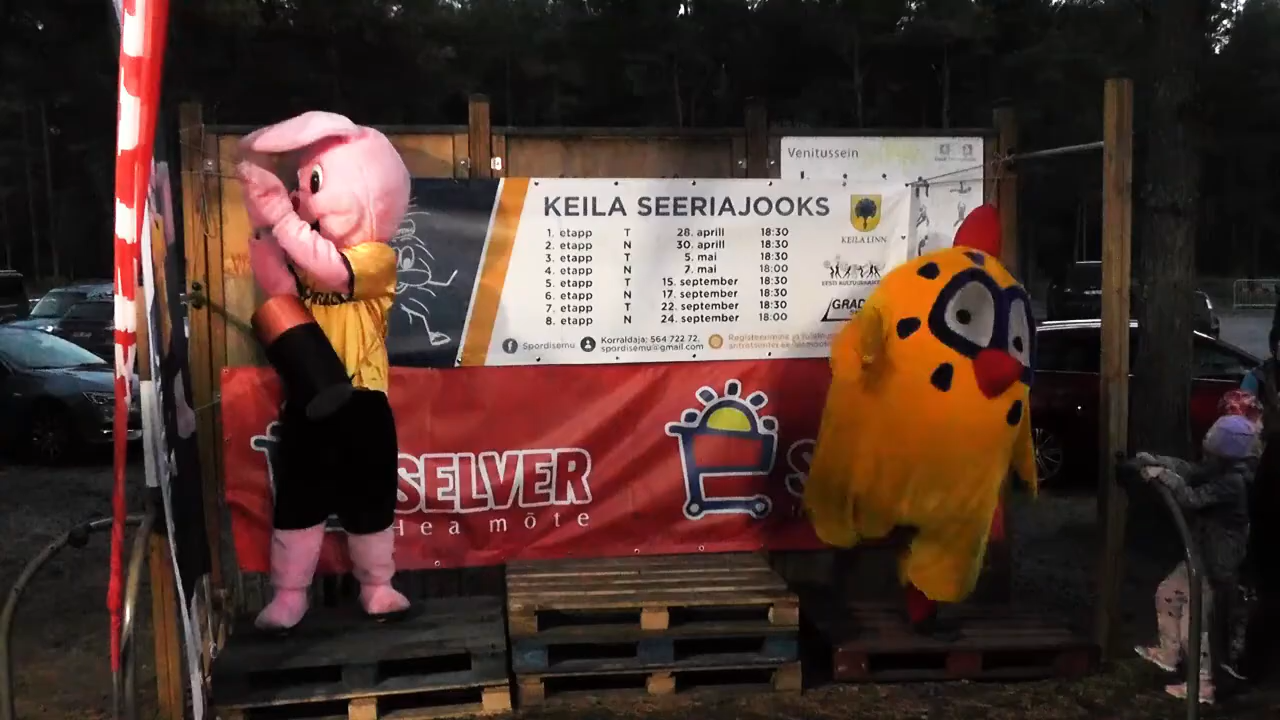 Venitussein
KEILA SEERIAJOOKS
1. etapp T 28. aprill 18:30
2. etapp N 30. aprill 18:30
3. etapp T 5. mai 18:30
4. etapp N 7. mai 18:00
5. etapp T 15. september 18:30
6. etapp N 17. september 18:30
7. etapp T 22. september 18:30
8. etapp N 24. september 18:00
KEILA LINN
Spordisemu
Korraldaja: 564 722 72,
spordisemu@gmail.com
Registreerimine ja
SELVER
Hea mõte
S